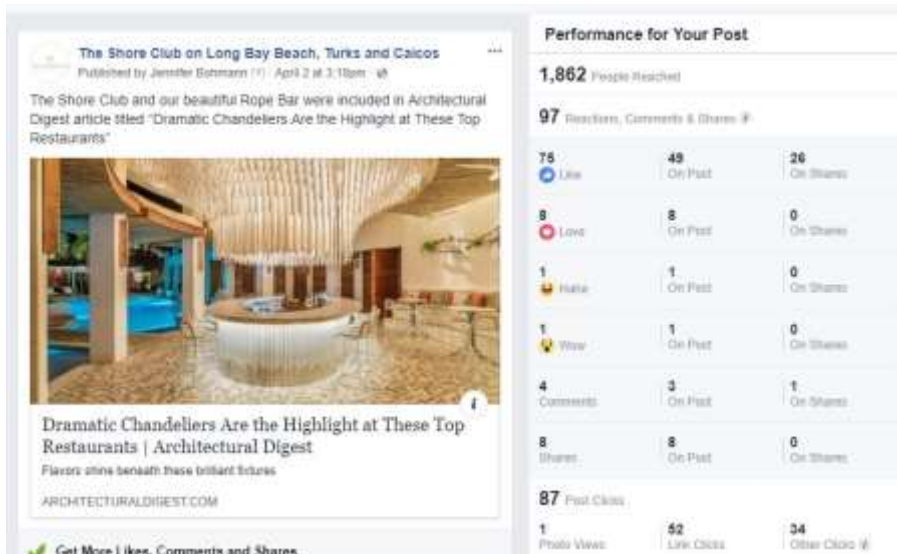 The Shore Club on Long Bay Beach, Turks and Caicos
Published by Jennifer Bohmann · April 2 at 3:18pm ·
The Shore Club and our beautiful Rope Bar were included in Architectural
Digest article titled "Dramatic Chandeliers Are the Highlight at These Top
Restaurants"
Dramatic Chandeliers Are the Highlight at These Top
Restaurants | Architectural Digest
Flavors shine beneath these brilliant fixtures
ARCHITECTURALDIGEST.COM
Get More Likes, Comments and Shares
Performance for Your Post
1,862 People Reached
97 Reactions, Comments & Shares
75 49 26
Like On Post On Shares
8 8 0
Love On Post On Shares
1 1 0
Haha On Post On Shares
1 1 0
Wow On Post On Shares
4 3 1
Comments On Post On Shares
8 8 0
Shares On Post On Shares
87 Post Clicks
1 52 34
Photo Views Link Clicks Other Clicks